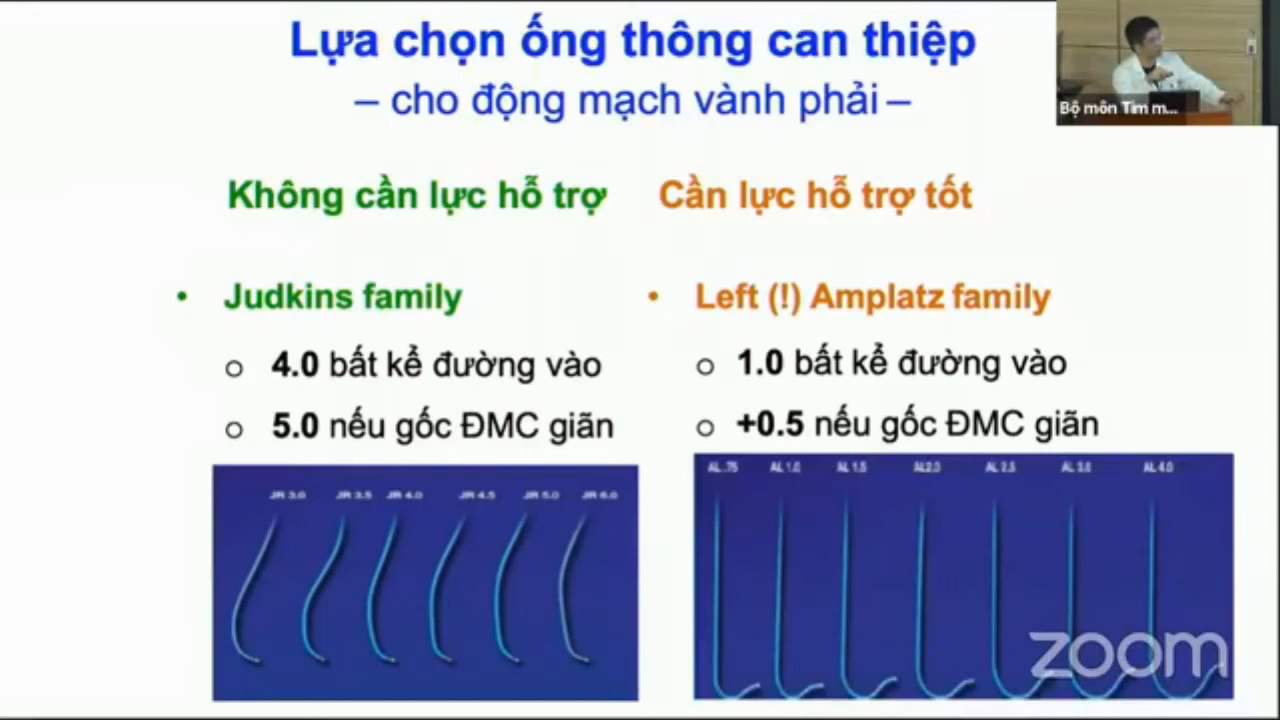 Lựa chọn ống thông can thiệp
– cho động mạch vành phải –
Bộ môn Tim m...
Không cần lực hỗ trợ
Cần lực hỗ trợ tốt
• Judkins family
o 4.0 bất kể đường vào
o 5.0 nếu gốc ĐMC giãn
• Left (!) Amplatz family
o 1.0 bất kể đường vào
o +0.5 nếu gốc ĐMC giãn
JR 3.0 JR 3.5 JR 4.0 JR 4.5 JR 5.0 JR 6.0
AL .75 AL 1.0 AL 1.5 AL2.0 AL 2.5 AL 3.0 AL 4.0
zoom